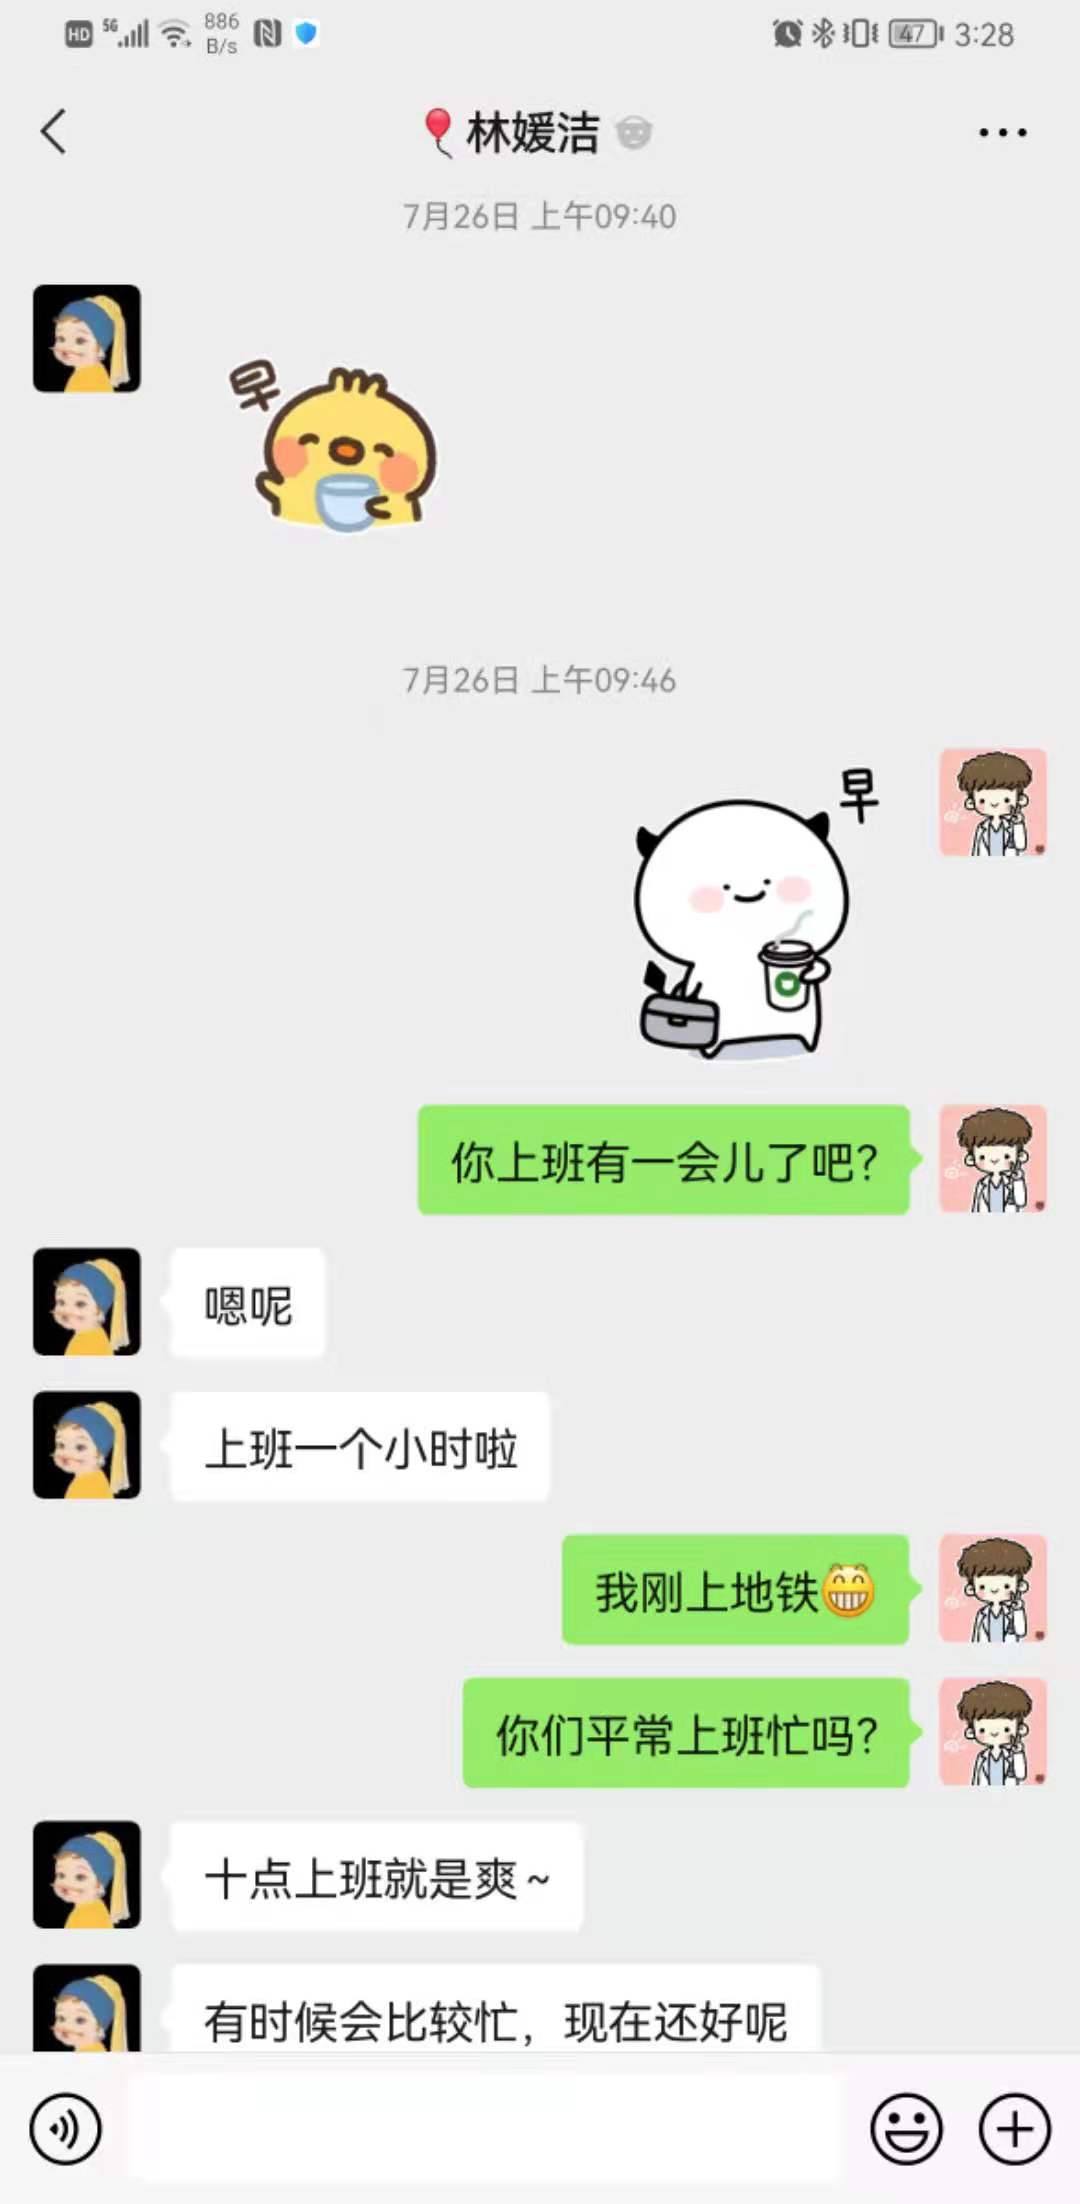 HD 5G 886 B/s 47 3:28
林媛洁
7月26日 上午09:40
早
7月26日 上午09:46
早
你上班有一会儿了吧?
嗯呢
上班一个小时啦
我刚上地铁
你们平常上班忙吗?
十点上班就是爽~
有时候会比较忙，现在还好呢